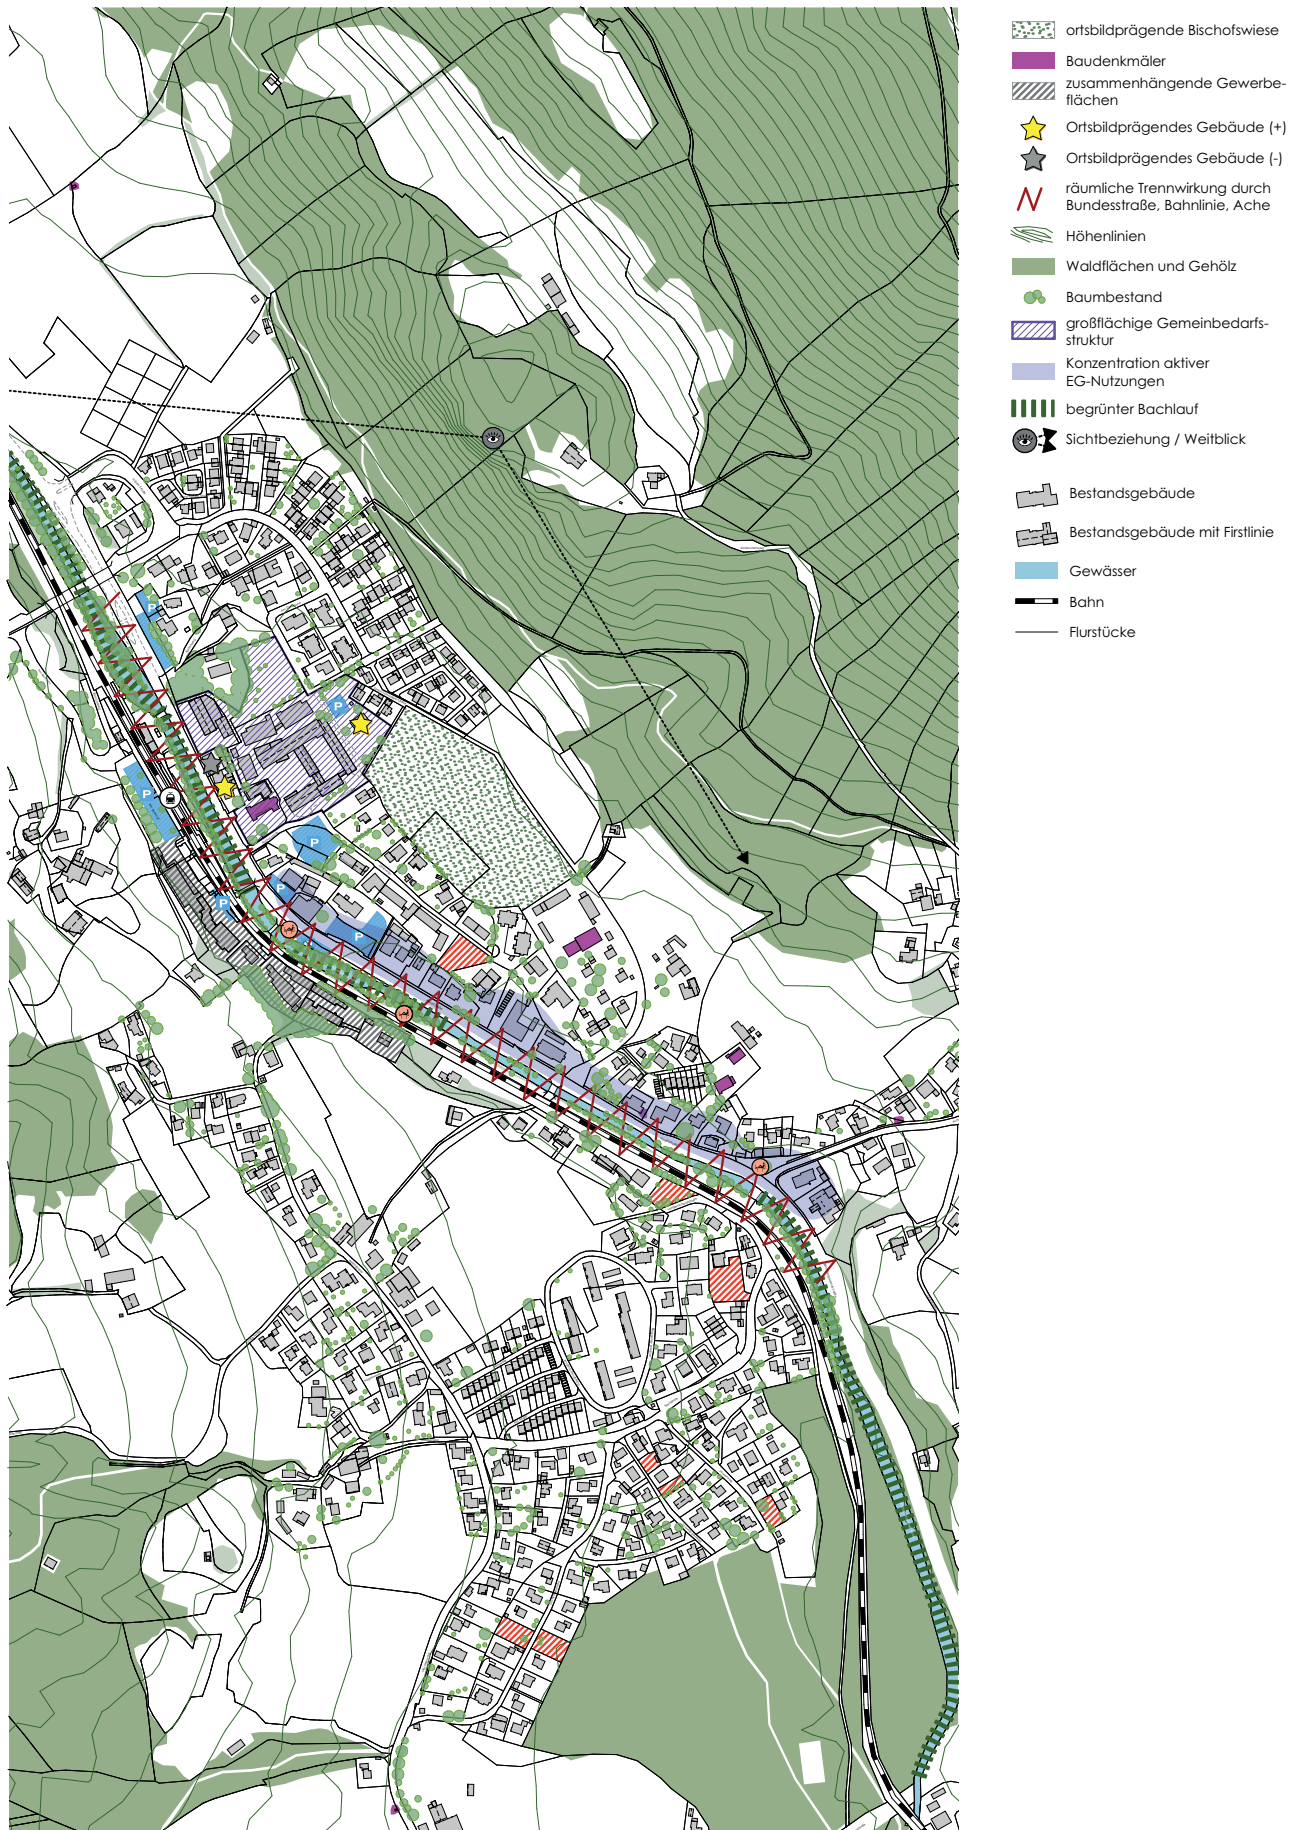 ortsbildprägende Bischofswiese
Baudenkmäler
zusammenhängende Gewerbe-
flächen
Ortsbildprägendes Gebäude (+)
Ortsbildprägendes Gebäude (-)
räumliche Trennwirkung durch
Bundesstraße, Bahnlinie, Ache
Höhenlinien
Waldflächen und Gehölz
Baumbestand
großflächige Gemeinbedarfs-
struktur
Konzentration aktiver
EG-Nutzungen
begrünter Bachlauf
Sichtbeziehung / Weitblick
Bestandsgebäude
Bestandsgebäude mit Firstlinie
Gewässer
Bahn
Flurstücke
P
P
P
P
P
P
P